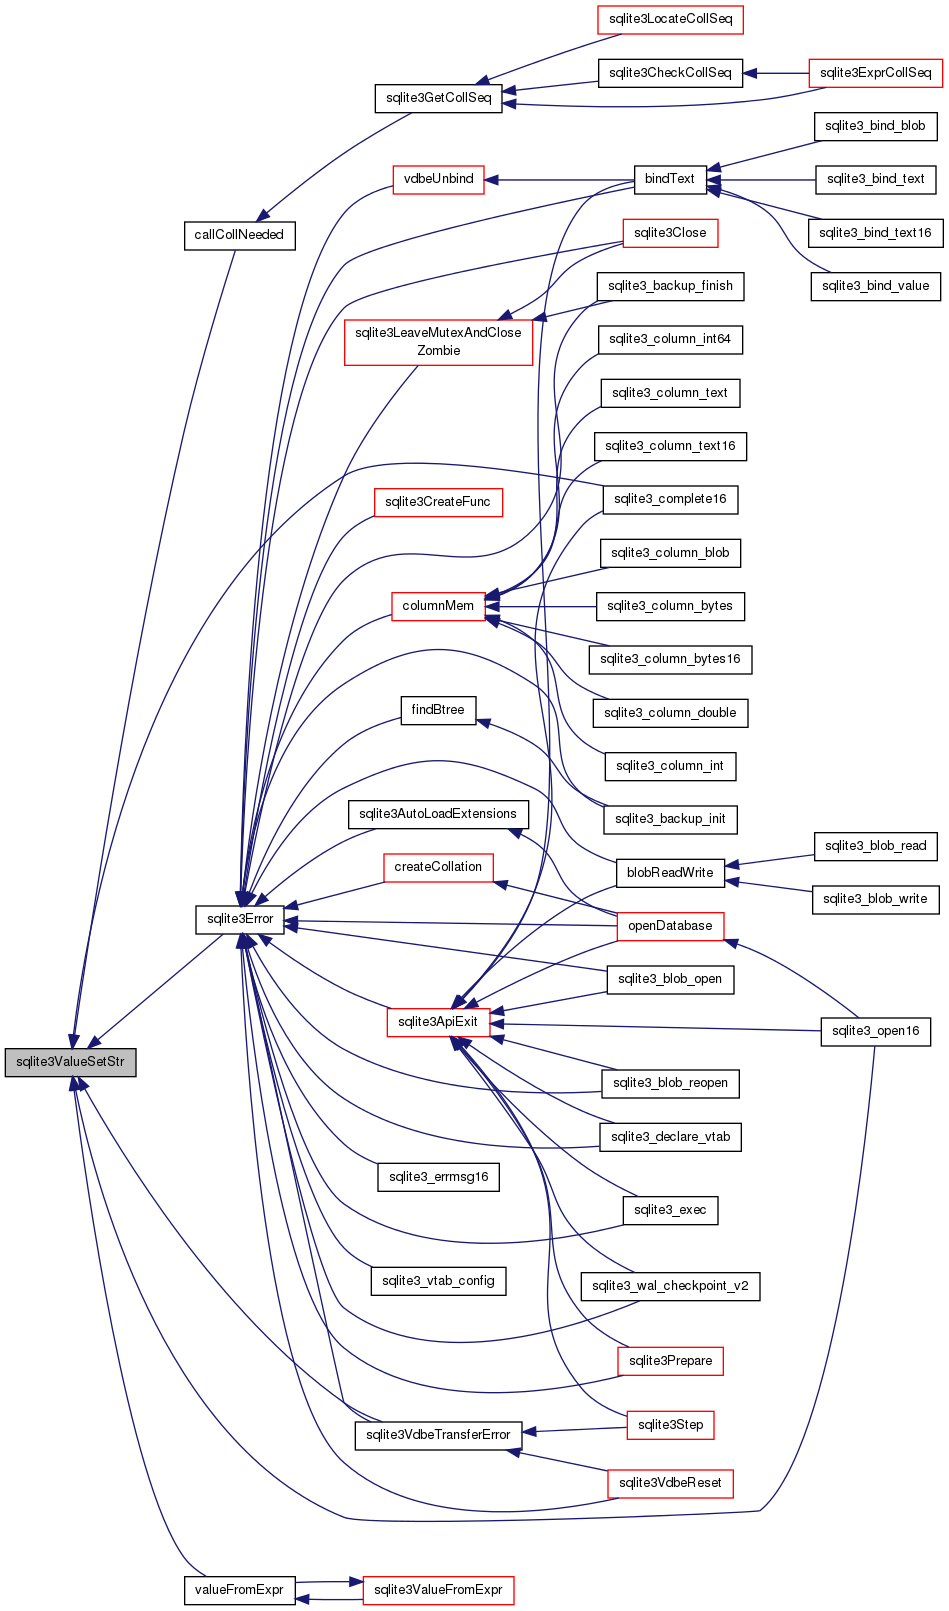 sqlite3LocateCollSeq
sqlite3CheckCollSeq
sqlite3ExprCollSeq
sqlite3GetCollSeq
sqlite3_bind_blob
vdbeUnbind
bindText
sqlite3_bind_text
callCollNeeded
sqlite3Close
sqlite3_bind_text16
sqlite3_backup_finish
sqlite3_bind_value
sqlite3LeaveMutexAndClose
Zombie
sqlite3_column_int64
sqlite3_column_text
sqlite3_column_text16
sqlite3CreateFunc
sqlite3_complete16
sqlite3_column_blob
columnMem
sqlite3_column_bytes
sqlite3_column_bytes16
findBtree
sqlite3_column_double
sqlite3_column_int
sqlite3AutoLoadExtensions
sqlite3_backup_init
createCollation
blobReadWrite
sqlite3_blob_read
sqlite3_blob_write
sqlite3Error
openDatabase
sqlite3_blob_open
sqlite3ApiExit
sqlite3_open16
sqlite3ValueSetStr
sqlite3_blob_reopen
sqlite3_declare_vtab
sqlite3_errmsg16
sqlite3_exec
sqlite3_vtab_config
sqlite3_wal_checkpoint_v2
sqlite3Prepare
sqlite3VdbeTransferError
sqlite3Step
sqlite3VdbeReset
valueFromExpr
sqlite3ValueFromExpr